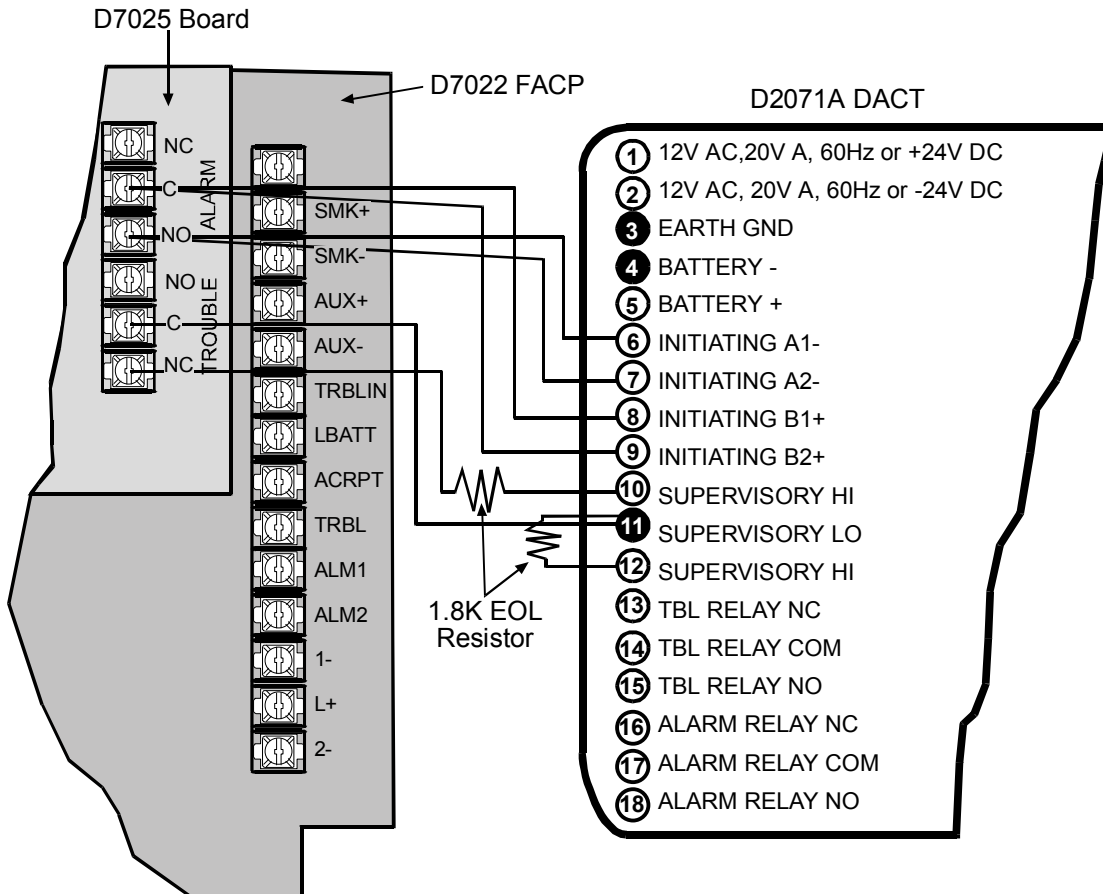 D7025 Board
D7022 FACP
D2071A DACT
NC
C
NO
ALARM
NO
C
NC
TROUBLE
SMK+
SMK-
AUX+
AUX-
TRBLIN
LBATT
ACRPT
TRBL
ALM1
ALM2
1-
L+
2-
1.8K EOL
Resistor
1 12V AC,20V A, 60Hz or +24V DC
2 12V AC, 20V A, 60Hz or -24V DC
3 EARTH GND
4 BATTERY -
5 BATTERY +
6 INITIATING A1-
7 INITIATING A2-
8 INITIATING B1+
9 INITIATING B2+
10 SUPERVISORY HI
11 SUPERVISORY LO
12 SUPERVISORY HI
13 TBL RELAY NC
14 TBL RELAY COM
15 TBL RELAY NO
16 ALARM RELAY NC
17 ALARM RELAY COM
18 ALARM RELAY NO